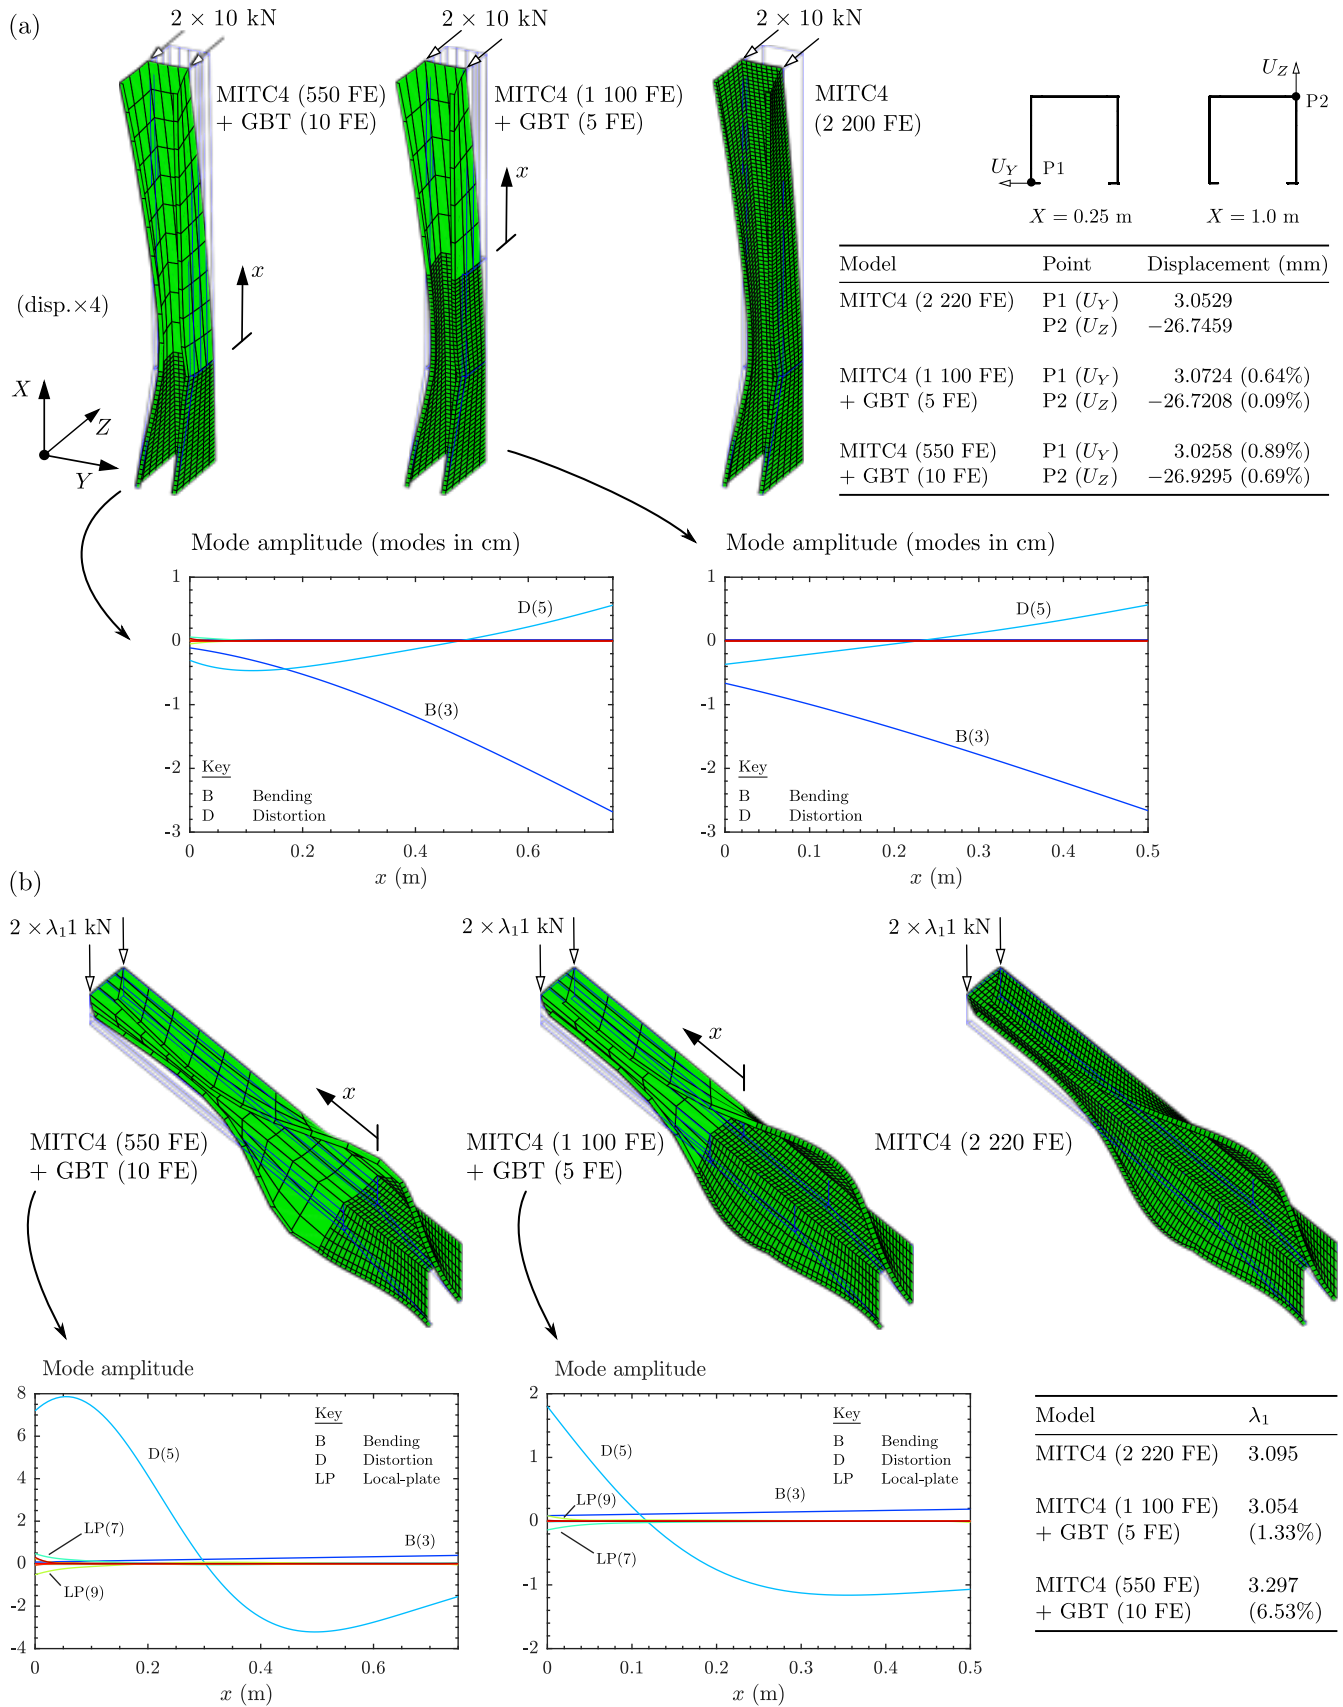 (a)
2 × 10 kN
2 × 10 kN
2 × 10 kN
MITC4 (550 FE)
+ GBT (10 FE)
MITC4 (1 100 FE)
+ GBT (5 FE)
MITC4
(2 200 FE)
x
x
(disp.×4)
X
Z
Y
U_Z
P2
U_Y
P1
X = 0.25 m
X = 1.0 m
Model Point Displacement (mm)
MITC4 (2 220 FE) P1 (U_Y) 3.0529
P2 (U_Z) −26.7459
MITC4 (1 100 FE) P1 (U_Y) 3.0724 (0.64%)
+ GBT (5 FE) P2 (U_Z) −26.7208 (0.09%)
MITC4 (550 FE) P1 (U_Y) 3.0258 (0.89%)
+ GBT (10 FE) P2 (U_Z) −26.9295 (0.69%)
Mode amplitude (modes in cm)
1
0
-1
-2
-3
D(5)
B(3)
Key
B Bending
D Distortion
0 0.2 0.4 0.6
x (m)
Mode amplitude (modes in cm)
1
0
-1
-2
-3
D(5)
B(3)
Key
B Bending
D Distortion
0 0.1 0.2 0.3 0.4 0.5
x (m)
(b)
2 × λ₁1 kN
2 × λ₁1 kN
2 × λ₁1 kN
x
x
MITC4 (550 FE)
+ GBT (10 FE)
MITC4 (1 100 FE)
+ GBT (5 FE)
MITC4 (2 220 FE)
Mode amplitude
8
6
4
2
0
-2
-4
D(5)
LP(7)
LP(9)
B(3)
Key
B Bending
D Distortion
LP Local-plate
0 0.2 0.4 0.6
x (m)
Mode amplitude
2
1
0
-1
-2
D(5)
LP(9)
LP(7)
B(3)
Key
B Bending
D Distortion
LP Local-plate
0 0.1 0.2 0.3 0.4 0.5
x (m)
Model λ₁
MITC4 (2 220 FE) 3.095
MITC4 (1 100 FE) 3.054
+ GBT (5 FE) (1.33%)
MITC4 (550 FE) 3.297
+ GBT (10 FE) (6.53%)